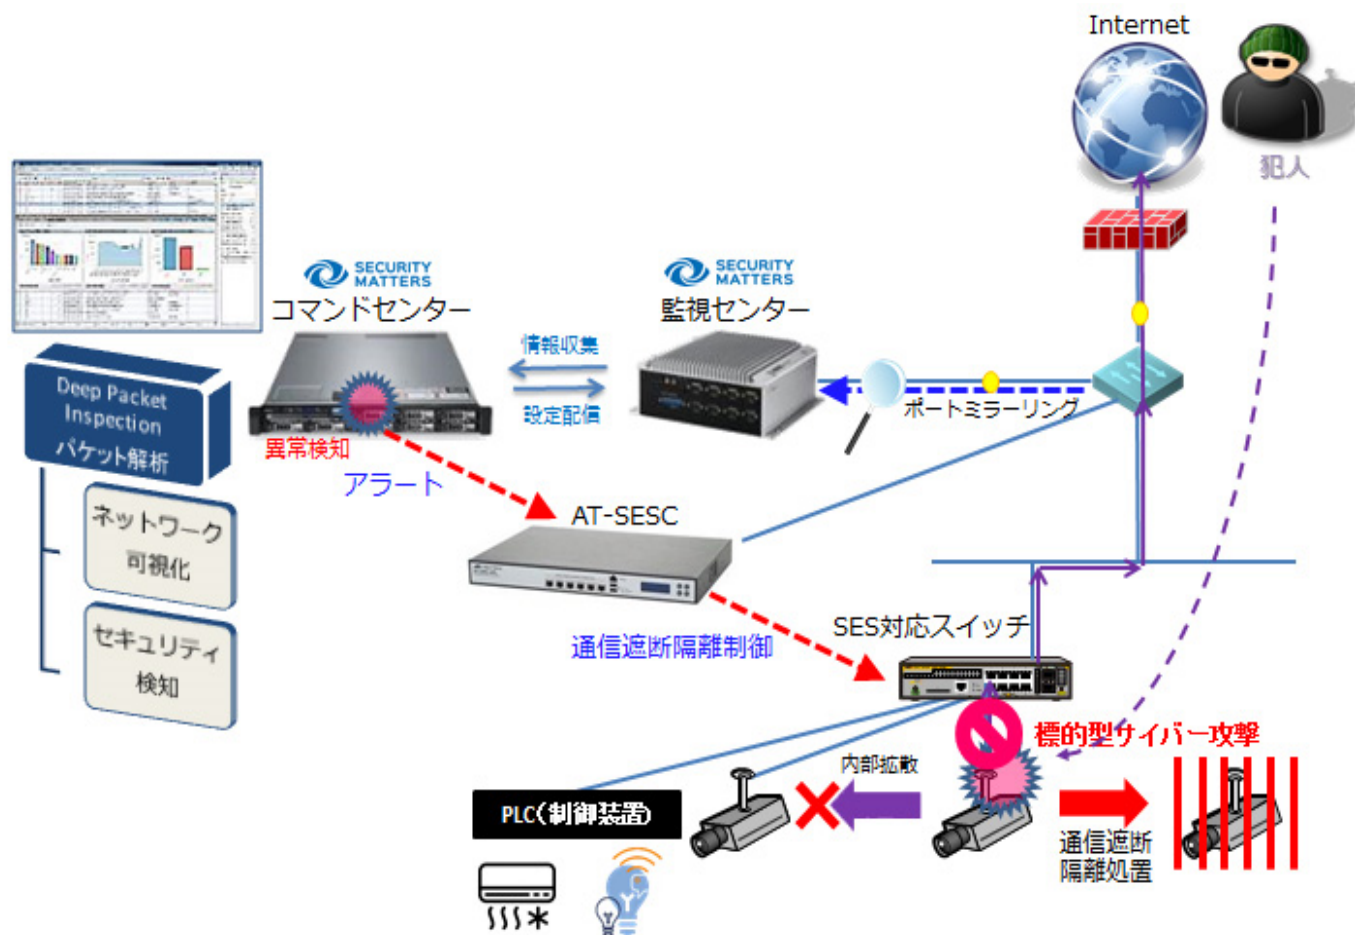 Internet
犯人
SECURITY
MATTERS
コマンドセンター
SECURITY
MATTERS
監視センター
情報収集
設定配信
ポートミラーリング
異常検知
アラート
Deep Packet
Inspection
パケット解析
ネットワーク
可視化
セキュリティ
検知
AT-SESC
通信遮断隔離制御
SES対応スイッチ
標的型サイバー攻撃
内部拡散
PLC(制御装置)
通信遮断
隔離処置